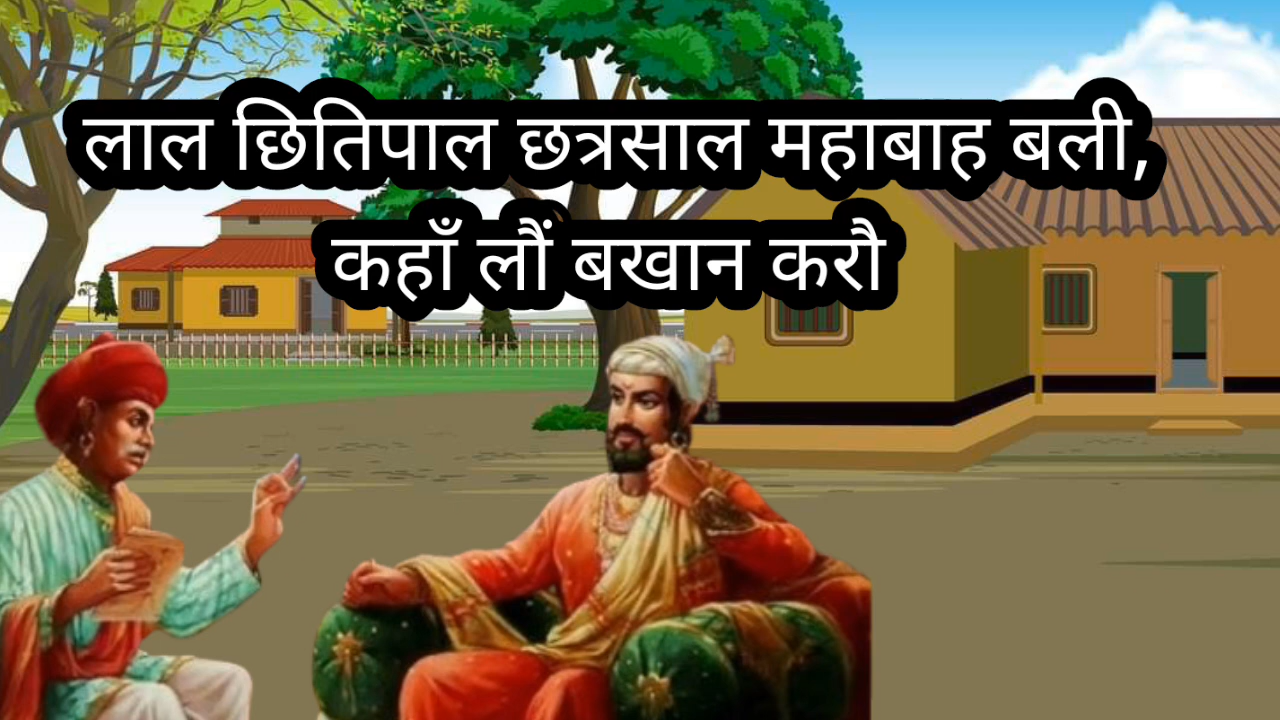 लाल छितिपाल छत्रसाल महाबाह बली,
कहाँ लौं बखान करौ